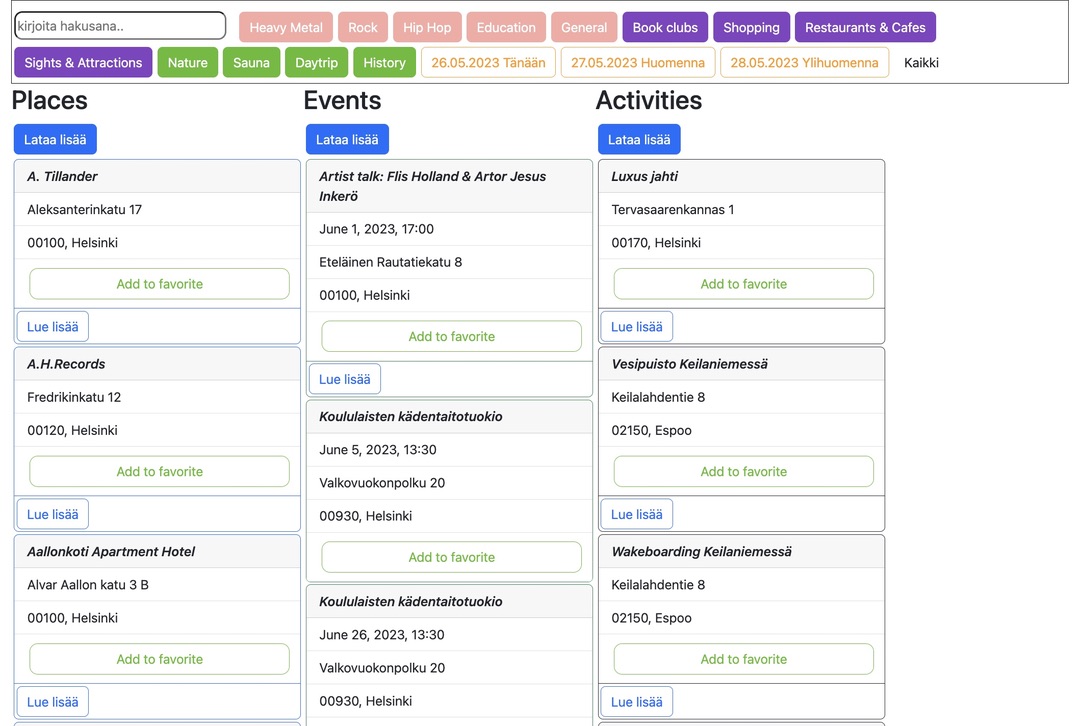 kirjoita hakusana..
Heavy Metal
Rock
Hip Hop
Education
General
Book clubs
Shopping
Restaurants & Cafes
Sights & Attractions
Nature
Sauna
Daytrip
History
26.05.2023 Tänään
27.05.2023 Huomenna
28.05.2023 Ylihuomenna
Kaikki
Places
Lataa lisää
A. Tillander
Aleksanterinkatu 17
00100, Helsinki
Add to favorite
Lue lisää
A.H.Records
Fredrikinkatu 12
00120, Helsinki
Add to favorite
Lue lisää
Aallonkoti Apartment Hotel
Alvar Aallon katu 3 B
00100, Helsinki
Add to favorite
Lue lisää
Events
Lataa lisää
Artist talk: Flis Holland & Artor Jesus
Inkerö
June 1, 2023, 17:00
Eteläinen Rautatiekatu 8
00100, Helsinki
Add to favorite
Lue lisää
Koululaisten kädentaitotuokio
June 5, 2023, 13:30
Valkovuokonpolku 20
00930, Helsinki
Add to favorite
Koululaisten kädentaitotuokio
June 26, 2023, 13:30
Valkovuokonpolku 20
00930, Helsinki
Activities
Lataa lisää
Luxus jahti
Tervasaarenkannas 1
00170, Helsinki
Add to favorite
Lue lisää
Vesipuisto Keilaniemessä
Keilalahdentie 8
02150, Espoo
Add to favorite
Lue lisää
Wakeboarding Keilaniemessä
Keilalahdentie 8
02150, Espoo
Add to favorite
Lue lisää